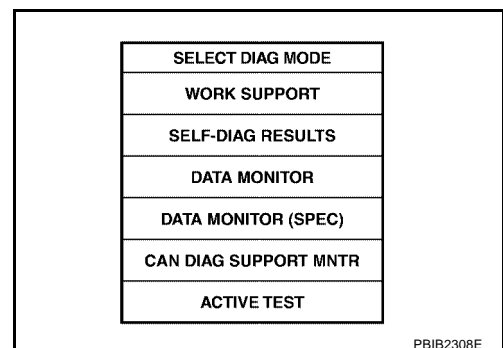 SELECT DIAG MODE
WORK SUPPORT
SELF-DIAG RESULTS
DATA MONITOR
DATA MONITOR (SPEC)
CAN DIAG SUPPORT MNTR
ACTIVE TEST
PBIB2308E